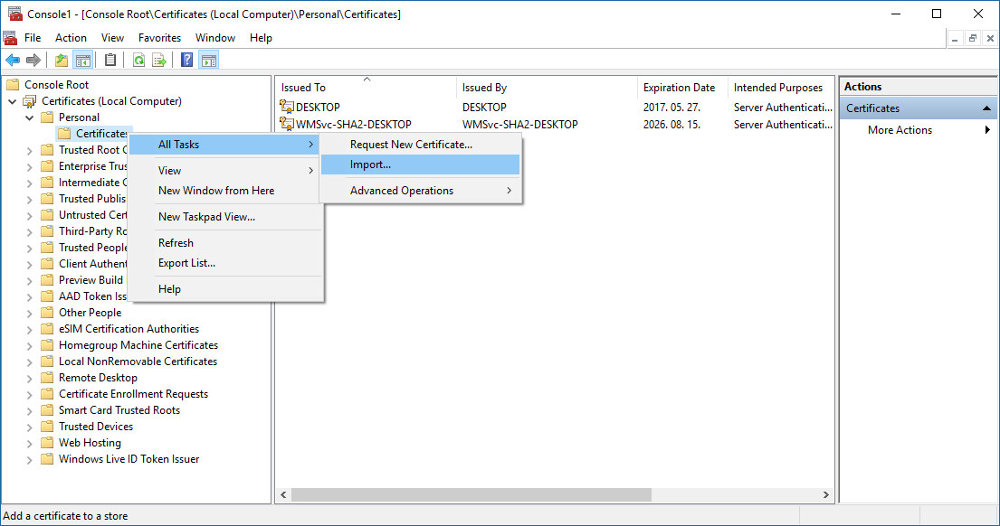 Console1 - [Console Root\Certificates (Local Computer)\Personal\Certificates]
File Action View Favorites Window Help
Console Root
Certificates (Local Computer)
Personal
Certificates
Trusted Root C
Enterprise Trus
Intermediate C
Trusted Publis
Untrusted Cert
Third-Party Ro
Trusted People
Client Authent
Preview Build
AAD Token Iss
Other People
eSIM Certification Authorities
Homegroup Machine Certificates
Local NonRemovable Certificates
Remote Desktop
Certificate Enrollment Requests
Smart Card Trusted Roots
Trusted Devices
Web Hosting
Windows Live ID Token Issuer
All Tasks
View
New Window from Here
New Taskpad View...
Refresh
Export List...
Help
Request New Certificate...
Import...
Advanced Operations
Issued To Issued By Expiration Date Intended Purposes
DESKTOP DESKTOP 2017. 05. 27. Server Authenticati...
WMSvc-SHA2-DESKTOP WMSvc-SHA2-DESKTOP 2026. 08. 15. Server Authenticati...
Actions
Certificates
More Actions
Add a certificate to a store